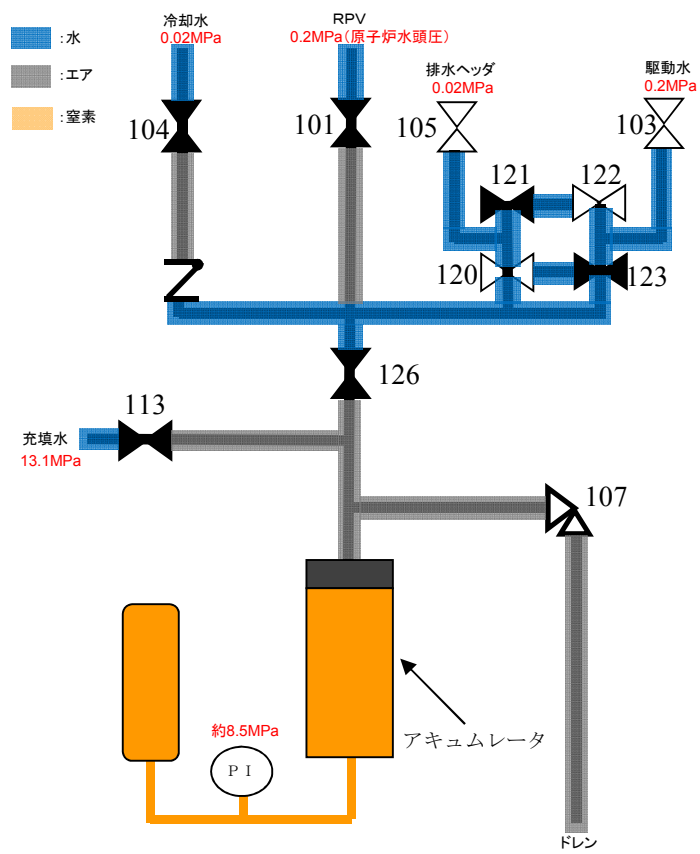 :水
:エア
:窒素
冷却水
0.02MPa
RPV
0.2MPa(原子炉水頭圧)
排水ヘッダ
0.02MPa
駆動水
0.2MPa
104
101
105
103
121
122
120
123
126
113
充填水
13.1MPa
107
約8.5MPa
PI
アキュムレータ
ドレン